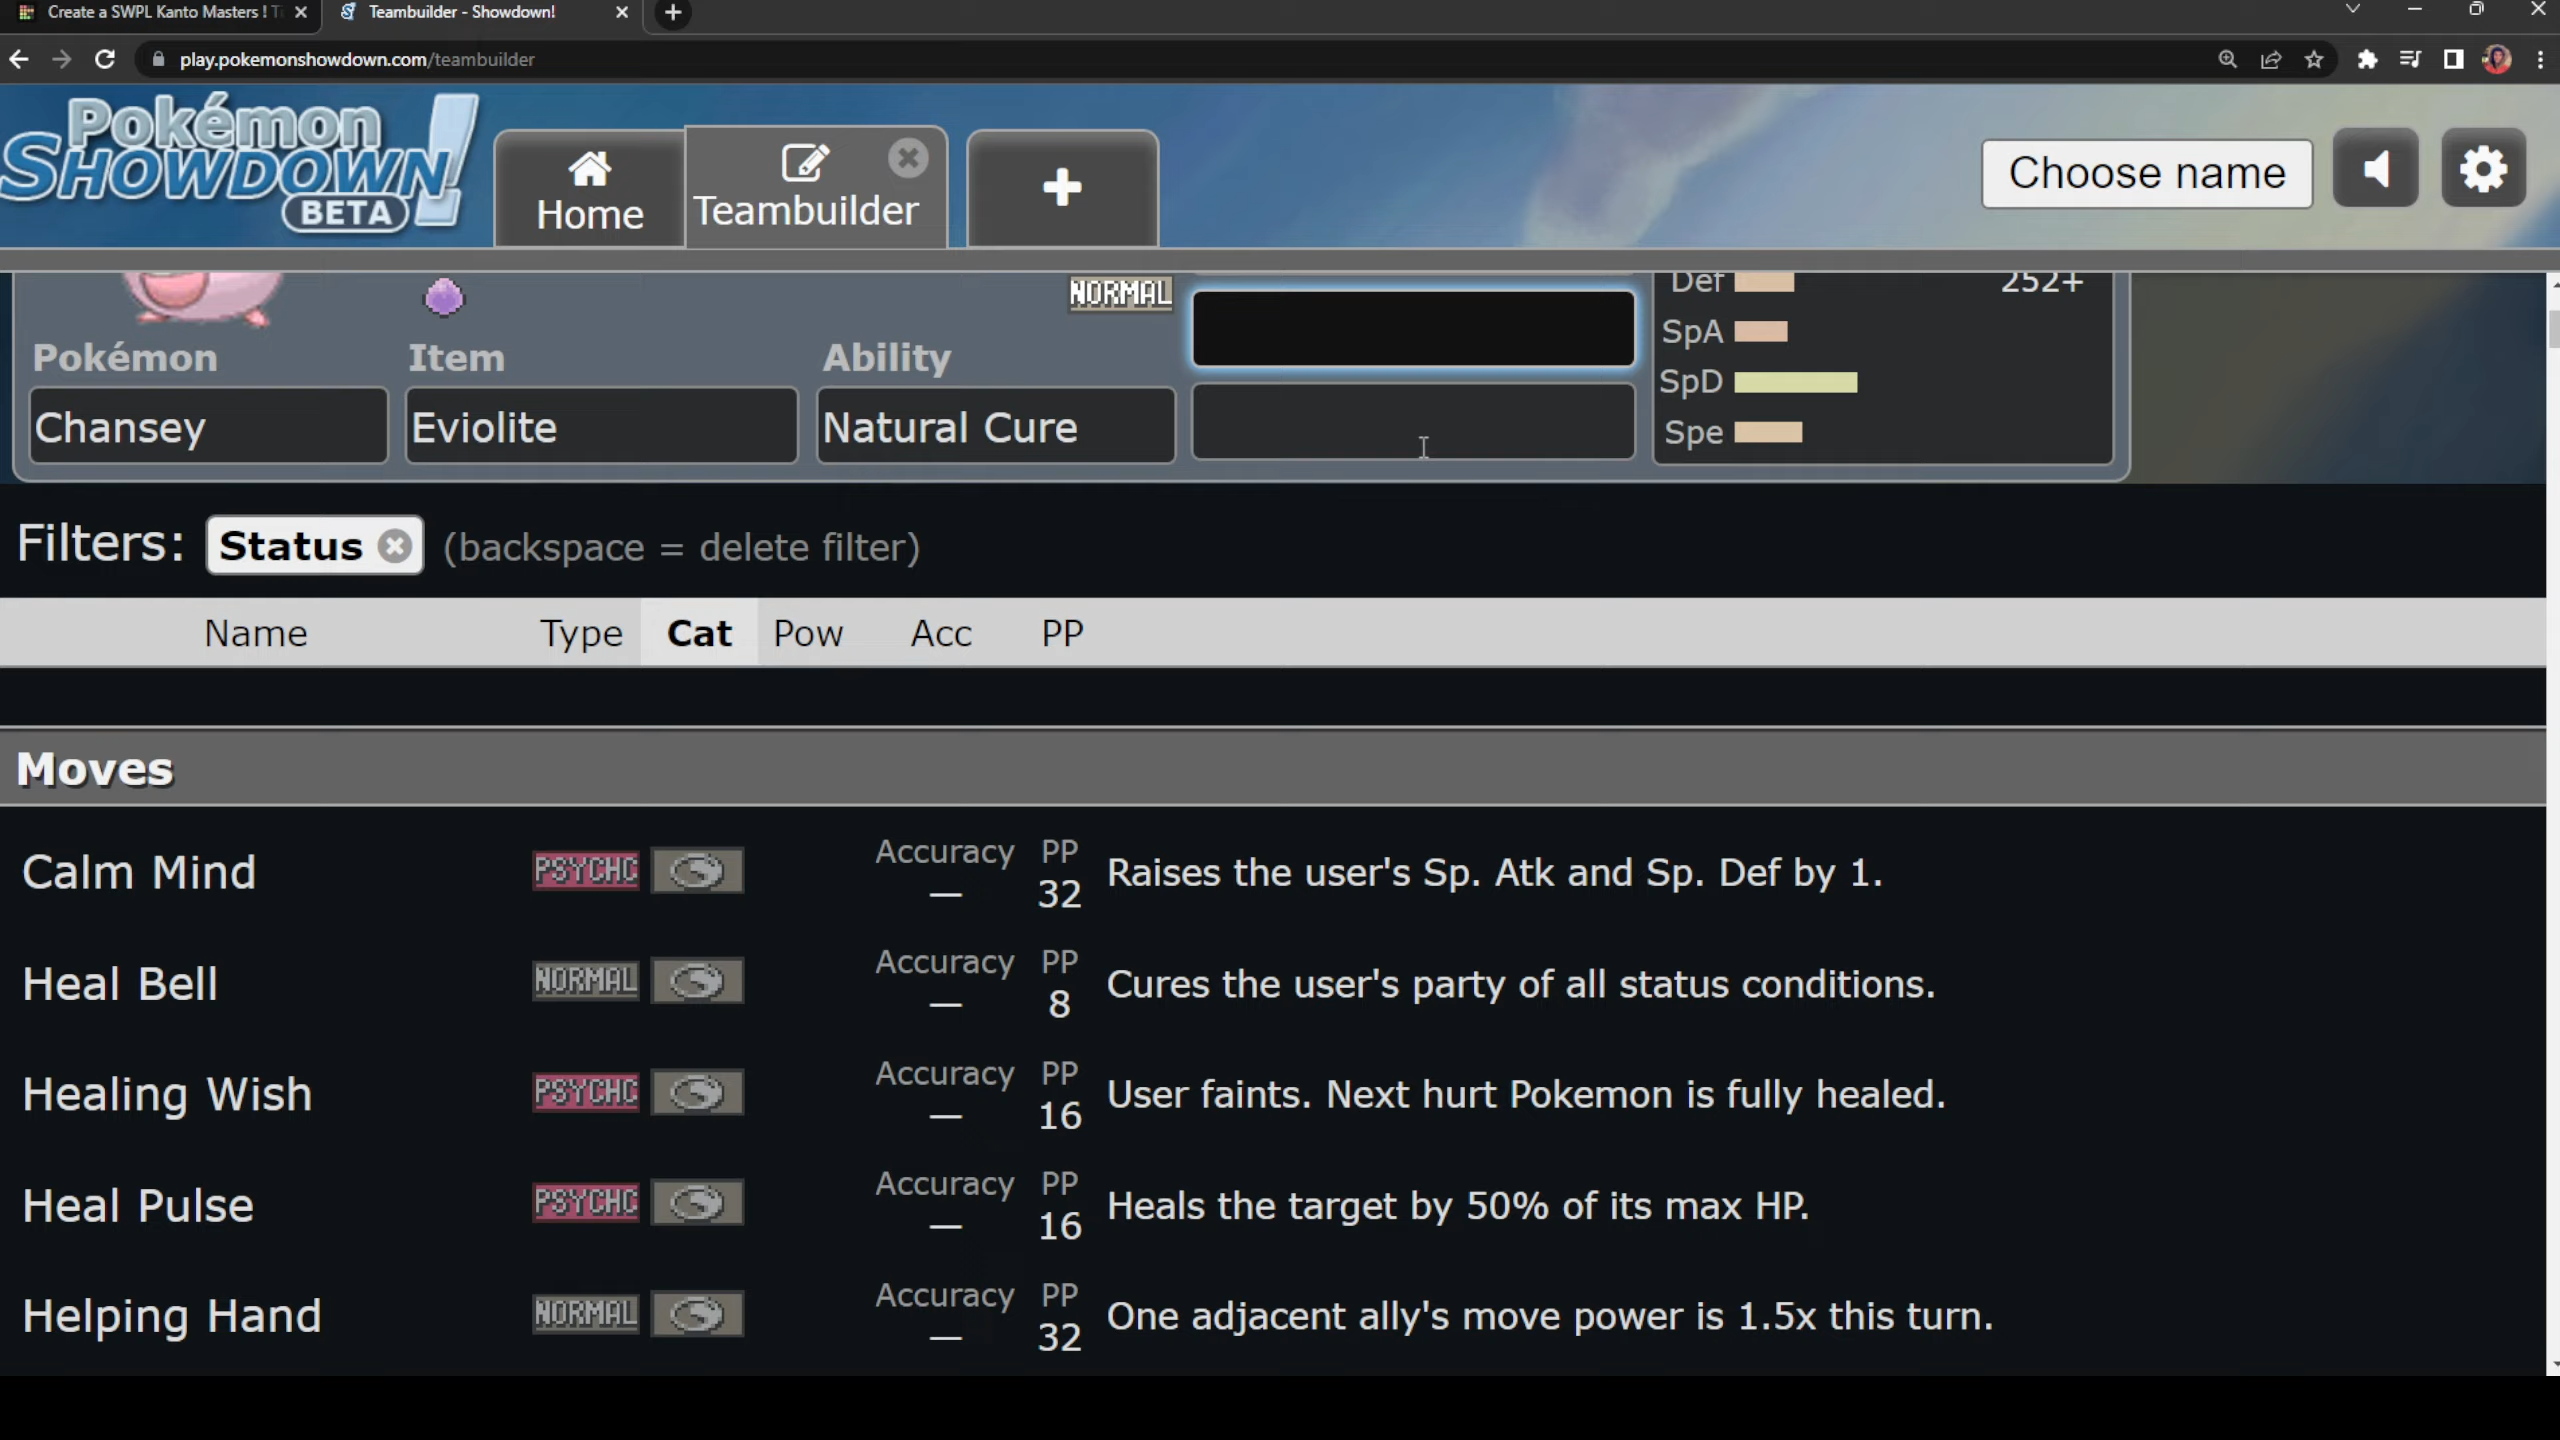 Create a SWPL Kanto Masters ! Ti
Teambuilder - Showdown!
play.pokemonshowdown.com/teambuilder
Pokémon
SHOWDOWN!
BETA
Home
Teambuilder
Choose name
NORMAL
Def 252+
SpA
SpD
Spe
Pokémon Item Ability
Chansey Eviolite Natural Cure
Filters: Status (backspace = delete filter)
Name Type Cat Pow Acc PP
Moves
Calm Mind PSYCHC Accuracy — PP 32 Raises the user's Sp. Atk and Sp. Def by 1.
Heal Bell NORMAL Accuracy — PP 8 Cures the user's party of all status conditions.
Healing Wish PSYCHC Accuracy — PP 16 User faints. Next hurt Pokemon is fully healed.
Heal Pulse PSYCHC Accuracy — PP 16 Heals the target by 50% of its max HP.
Helping Hand NORMAL Accuracy — PP 32 One adjacent ally's move power is 1.5x this turn.